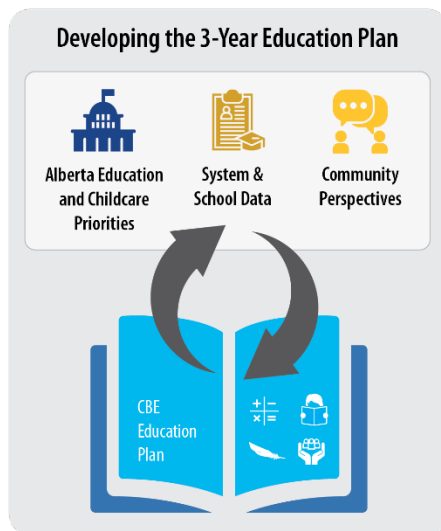 Developing the 3-Year Education Plan
Alberta Education
and Childcare
Priorities
System &
School Data
Community
Perspectives
CBE
Education
Plan
+ −
× =